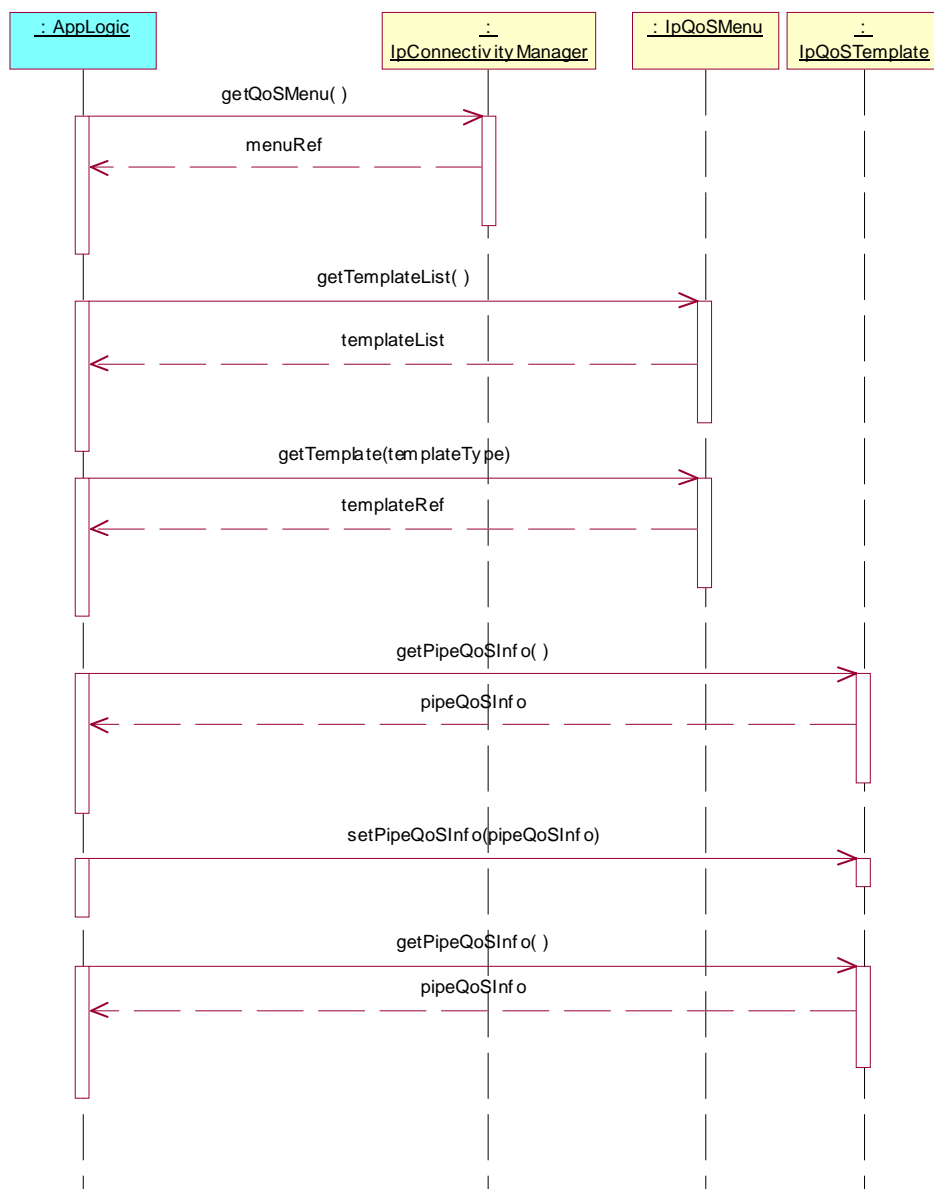 : AppLogic
:
IpConnectivityManager
: IpQoSMenu
:
IpQoSTemplate
getQoSMenu( )
menuRef
getTemplateList( )
templateList
getTemplate(templateType)
templateRef
getPipeQoSInfo( )
pipeQoSInfo
setPipeQoSInfo(pipeQoSInfo)
getPipeQoSInfo( )
pipeQoSInfo